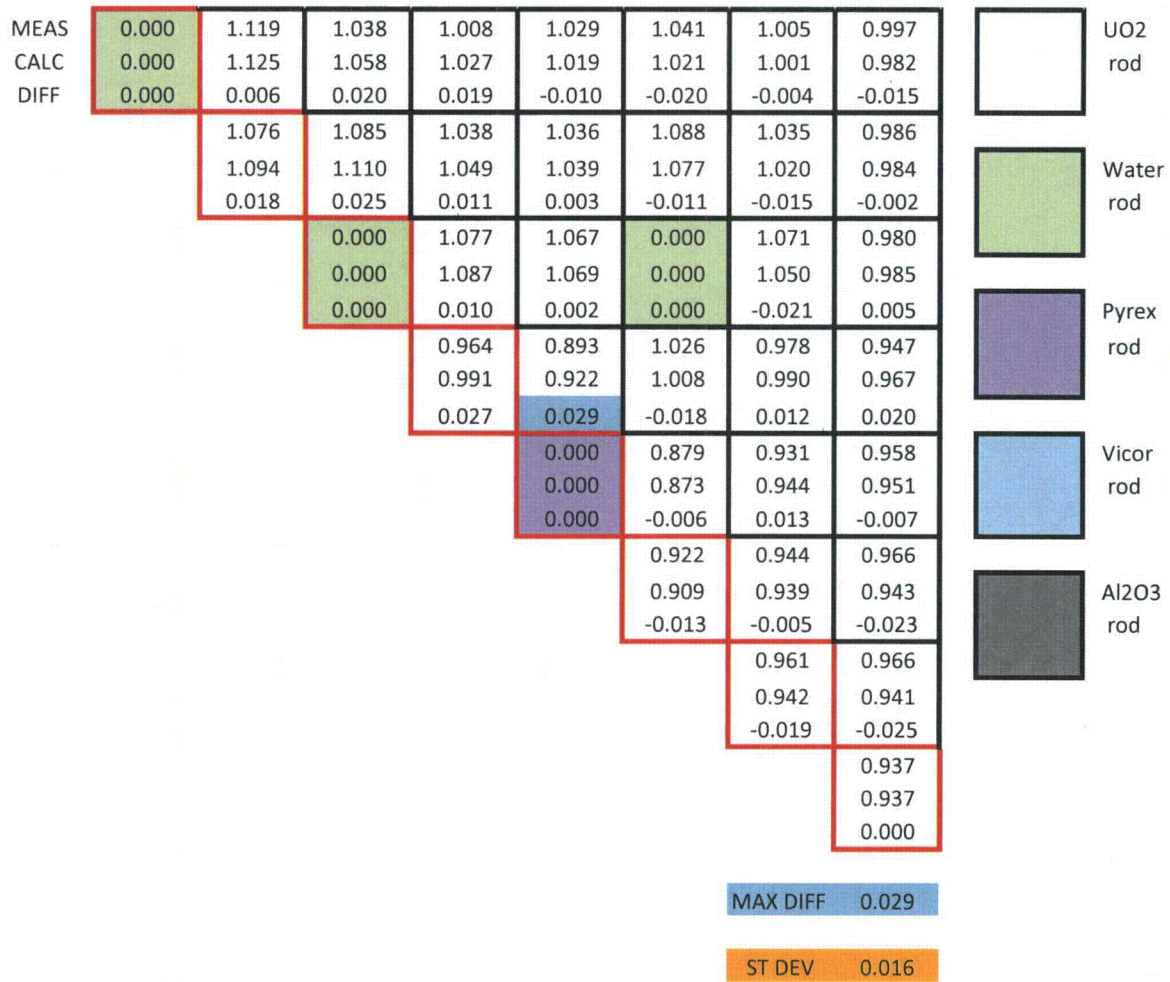 MEAS 0.000 1.119 1.038 1.008 1.029 1.041 1.005 0.997 UO2
CALC 0.000 1.125 1.058 1.027 1.019 1.021 1.001 0.982 rod
DIFF 0.000 0.006 0.020 0.019 -0.010 -0.020 -0.004 -0.015
1.076 1.085 1.038 1.036 1.088 1.035 0.986
1.094 1.110 1.049 1.039 1.077 1.020 0.984 Water
0.018 0.025 0.011 0.003 -0.011 -0.015 -0.002 rod
0.000 1.077 1.067 0.000 1.071 0.980
0.000 1.087 1.069 0.000 1.050 0.985
0.000 0.010 0.002 0.000 -0.021 0.005 Pyrex
0.964 0.893 1.026 0.978 0.947 rod
0.991 0.922 1.008 0.990 0.967
0.027 0.029 -0.018 0.012 0.020
0.000 0.879 0.931 0.958 Vicor
0.000 0.873 0.944 0.951 rod
0.000 -0.006 0.013 -0.007
0.922 0.944 0.966
0.909 0.939 0.943 Al2O3
-0.013 -0.005 -0.023 rod
0.961 0.966
0.942 0.941
-0.019 -0.025
0.937
0.937
0.000
MAX DIFF 0.029
ST DEV 0.016